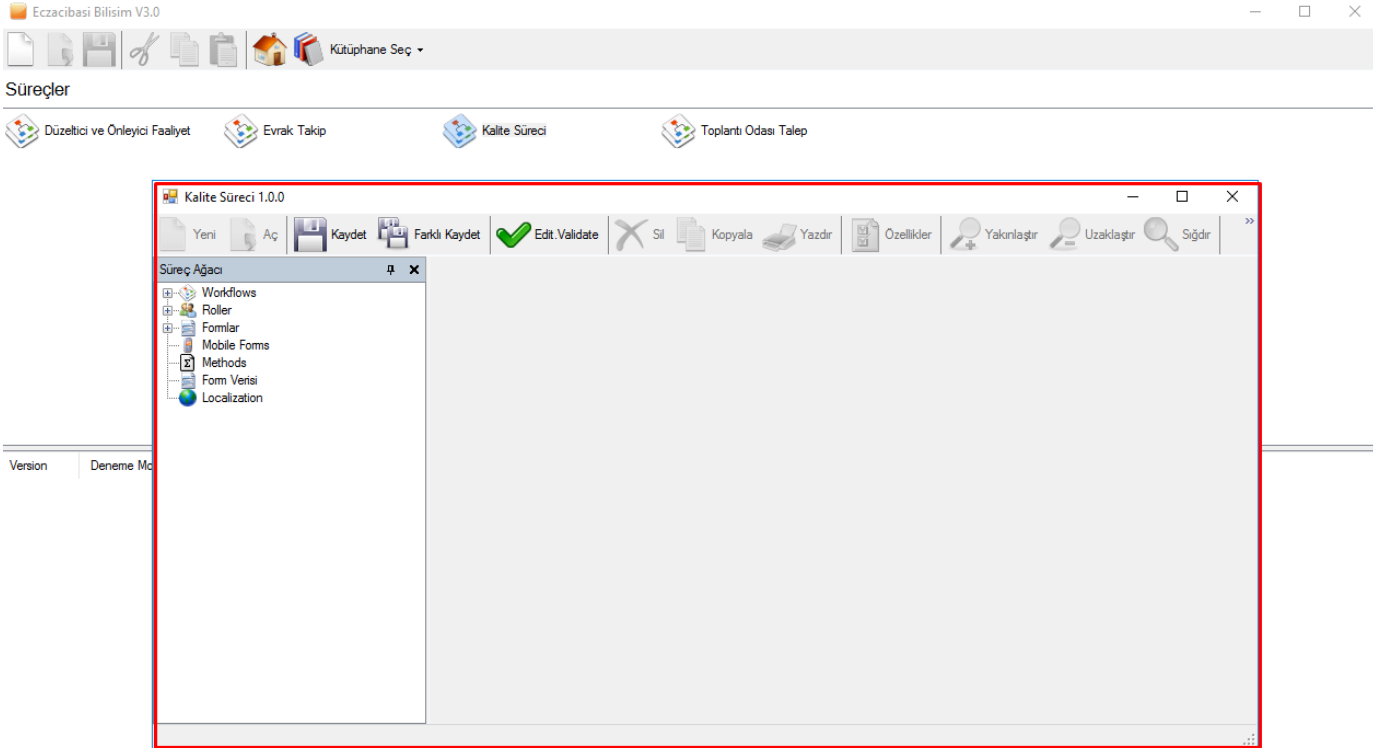 Eczacibasi Bilisim V3.0
Kütüphane Seç
Süreçler
Düzeltici ve Önleyici Faaliyet Evrak Takip Kalite Süreci Toplantı Odası Talep
Kalite Süreci 1.0.0
Yeni Aç Kaydet Farklı Kaydet Edit.Validate Sil Kopyala Yazdır Özellikler Yakınlaştır Uzaklaştır Sığdır
Süreç Ağacı
Workflows
Roller
Formlar
Mobile Forms
Methods
Form Verisi
Localization
Version Deneme